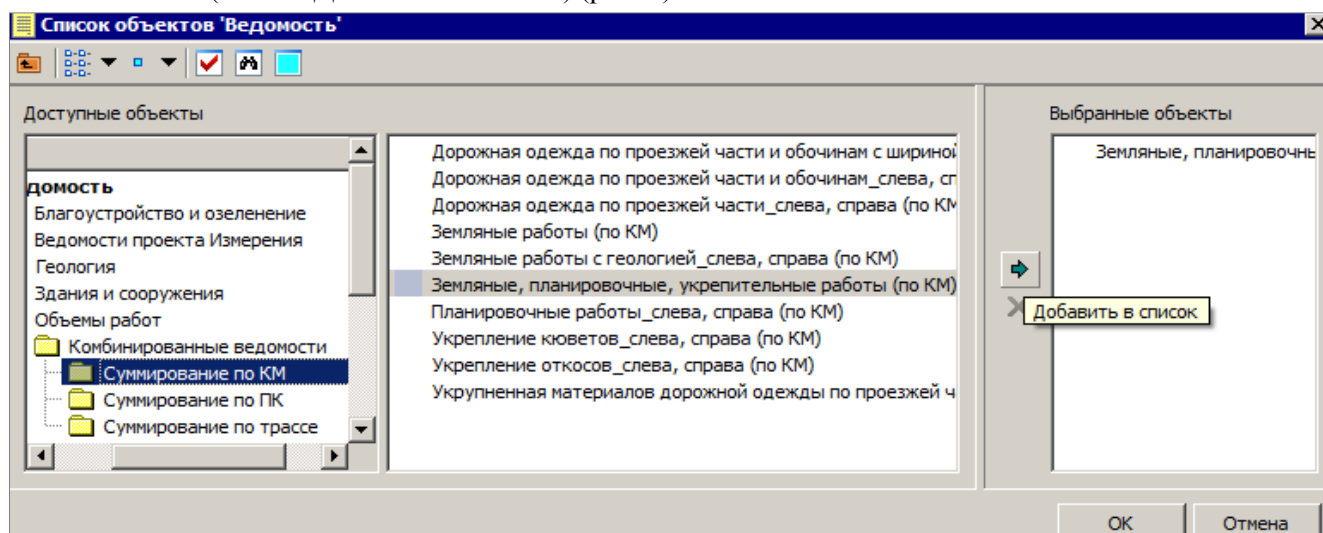 Список объектов 'Ведомость'
Доступные объекты
домость
Благоустройство и озеленение
Ведомости проекта Измерения
Геология
Здания и сооружения
Объемы работ
Комбинированные ведомости
Суммирование по КМ
Суммирование по ПК
Суммирование по трассе
Дорожная одежда по проезжей части и обочинам с шириной
Дорожная одежда по проезжей части и обочинам_слева, сп
Дорожная одежда по проезжей части_слева, справа (по КМ
Земляные работы (по КМ)
Земляные работы с геологией_слева, справа (по КМ)
Земляные, планировочные, укрепительные работы (по КМ)
Планировочные работы_слева, справа (по КМ)
Укрепление кюветов_слева, справа (по КМ)
Укрепление откосов_слева, справа (по КМ)
Укрупненная материалов дорожной одежды по проезжей ч
Добавить в список
Выбранные объекты
Земляные, планировочнь
ОК
Отмена